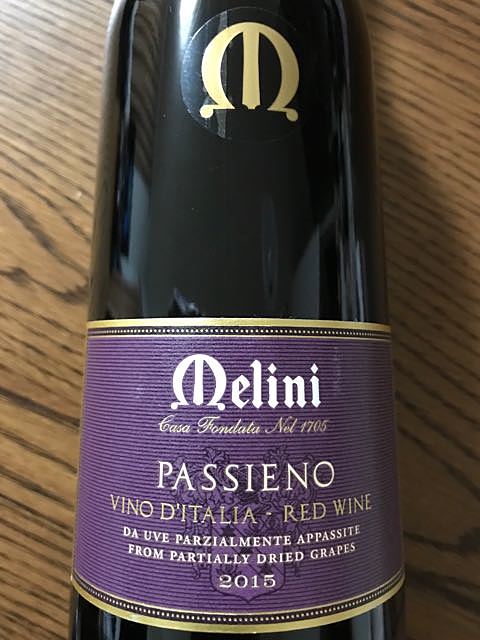 M
Melini
Casa Fondata Nel 1705
PASSIENO
VINO D'ITALIA - RED WINE
DA UVE PARZIALMENTE APPASSITE
FROM PARTIALLY DRIED GRAPES
2015